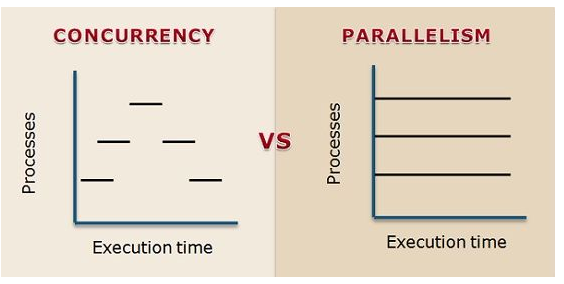 CONCURRENCY
Processes
Execution time
VS
PARALLELISM
Processes
Execution time